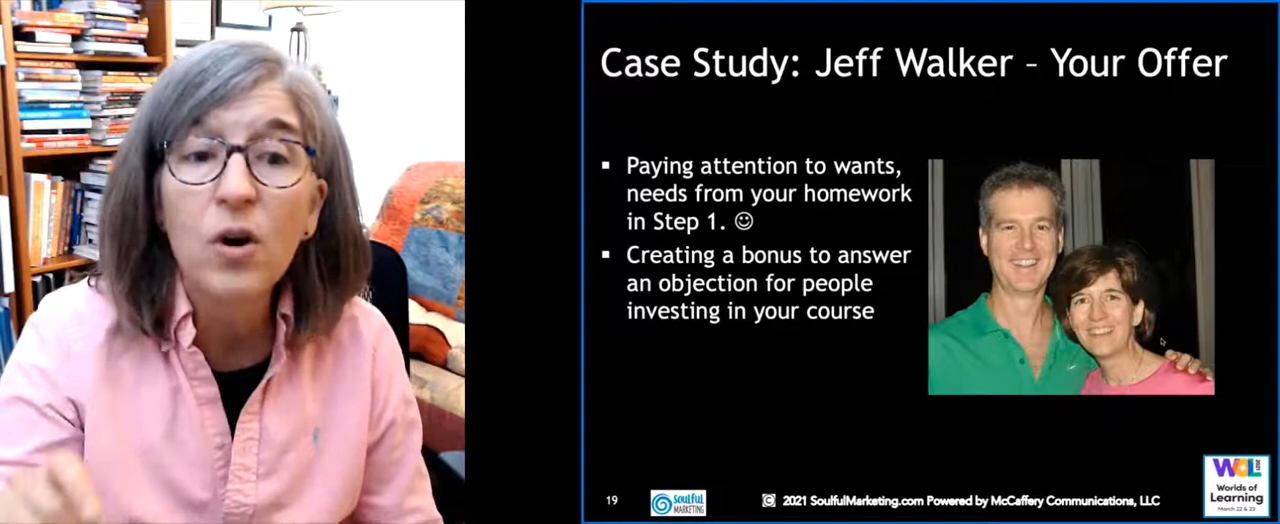 Case Study: Jeff Walker – Your Offer
▪ Paying attention to wants,
needs from your homework
in Step 1. ☺
▪ Creating a bonus to answer
an objection for people
investing in your course
19
soulful
MARKETING
© 2021 SoulfulMarketing.com Powered by McCaffery Communications, LLC
WOL
2021
Worlds of
Learning
March 22 & 23